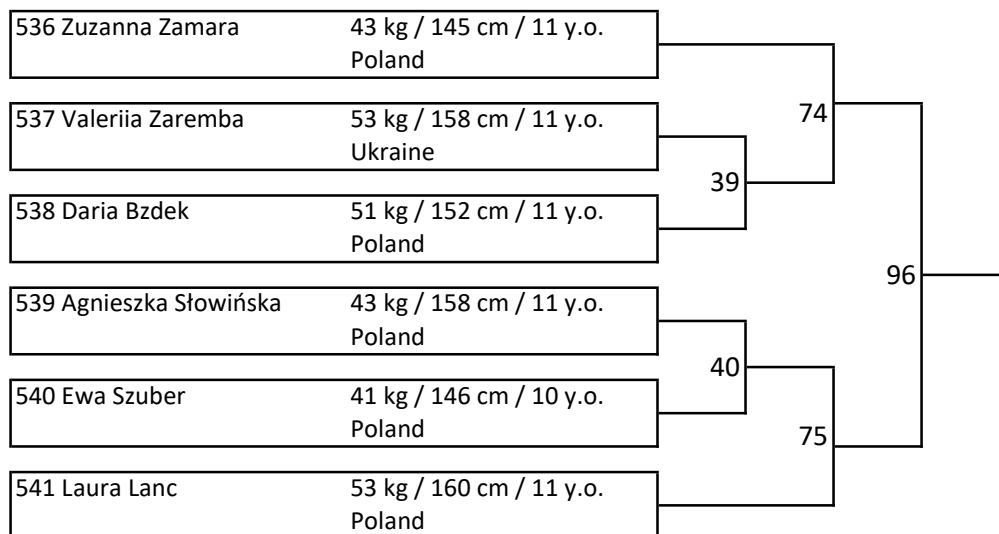 536 Zuzanna Zamara 43 kg / 145 cm / 11 y.o.
Poland
537 Valeriia Zaremba 53 kg / 158 cm / 11 y.o.
Ukraine
74
39
538 Daria Bzdek 51 kg / 152 cm / 11 y.o.
Poland
96
539 Agnieszka Słowińska 43 kg / 158 cm / 11 y.o.
Poland
40
540 Ewa Szuber 41 kg / 146 cm / 10 y.o.
Poland
75
541 Laura Lanc 53 kg / 160 cm / 11 y.o.
Poland